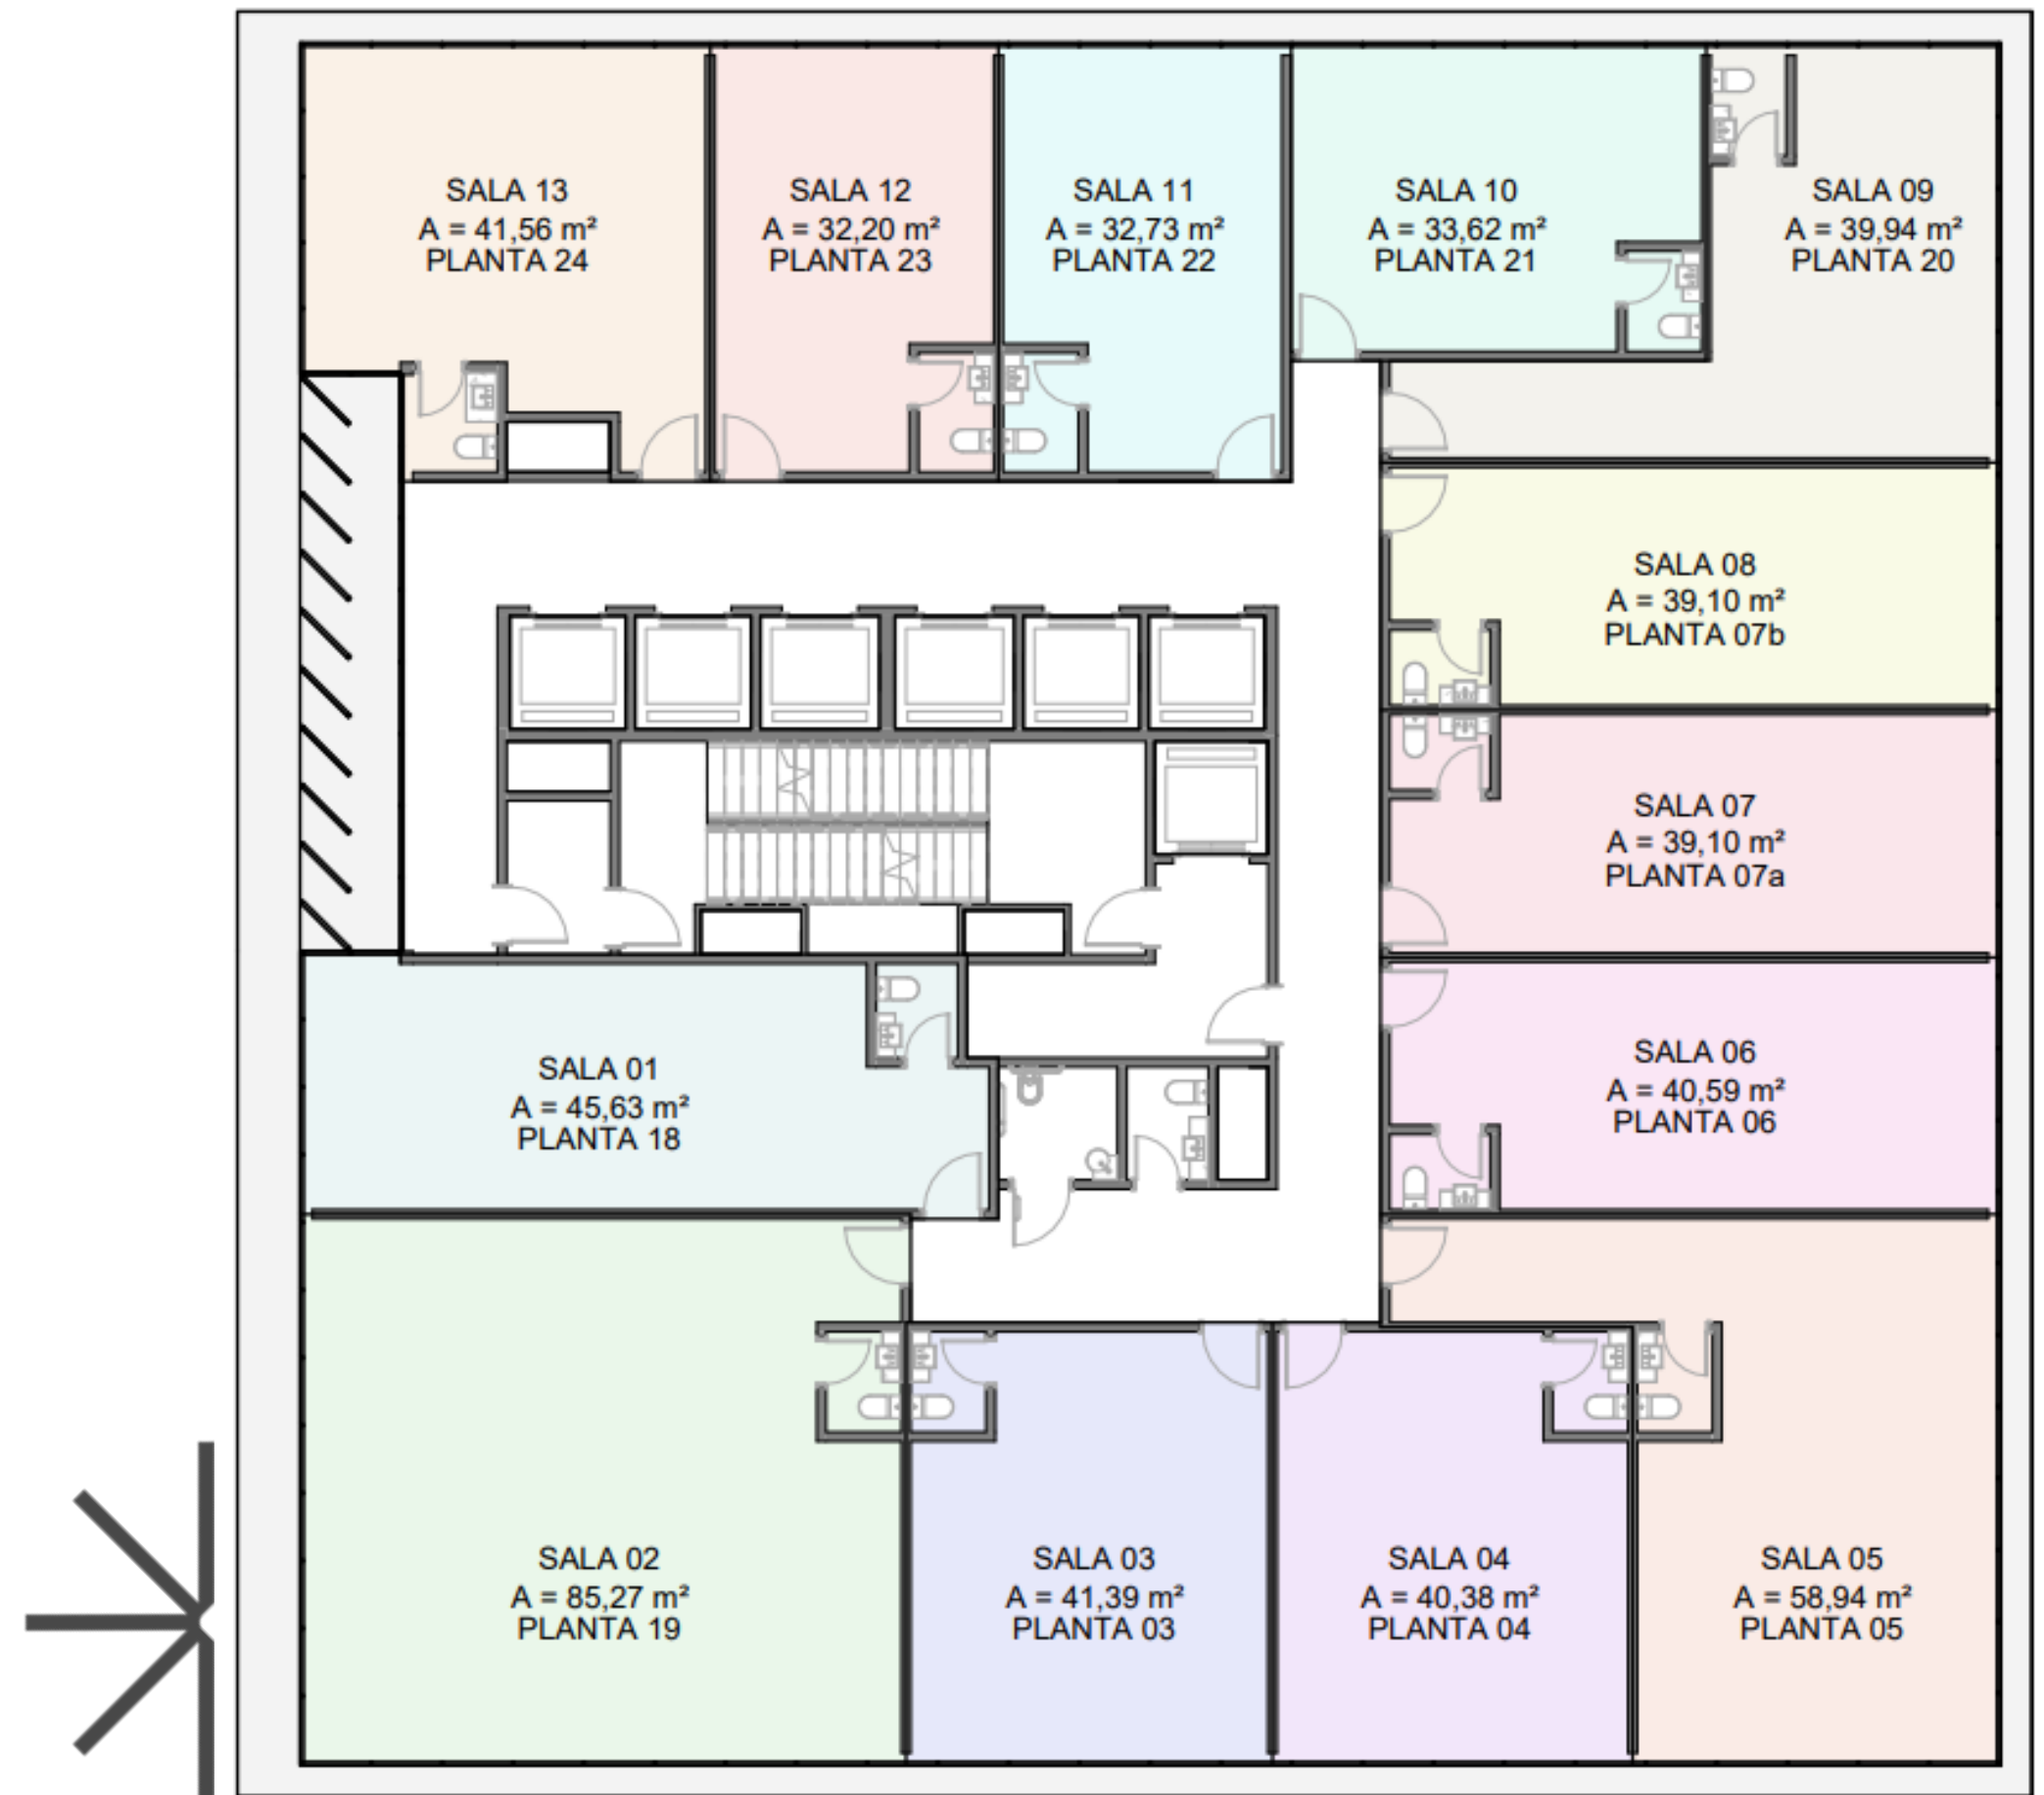 SALA 13
A = 41,56 m²
PLANTA 24
SALA 12
A = 32,20 m²
PLANTA 23
SALA 11
A = 32,73 m²
PLANTA 22
SALA 10
A = 33,62 m²
PLANTA 21
SALA 09
A = 39,94 m²
PLANTA 20
SALA 08
A = 39,10 m²
PLANTA 07b
SALA 07
A = 39,10 m²
PLANTA 07a
SALA 06
A = 40,59 m²
PLANTA 06
SALA 01
A = 45,63 m²
PLANTA 18
SALA 02
A = 85,27 m²
PLANTA 19
SALA 03
A = 41,39 m²
PLANTA 03
SALA 04
A = 40,38 m²
PLANTA 04
SALA 05
A = 58,94 m²
PLANTA 05